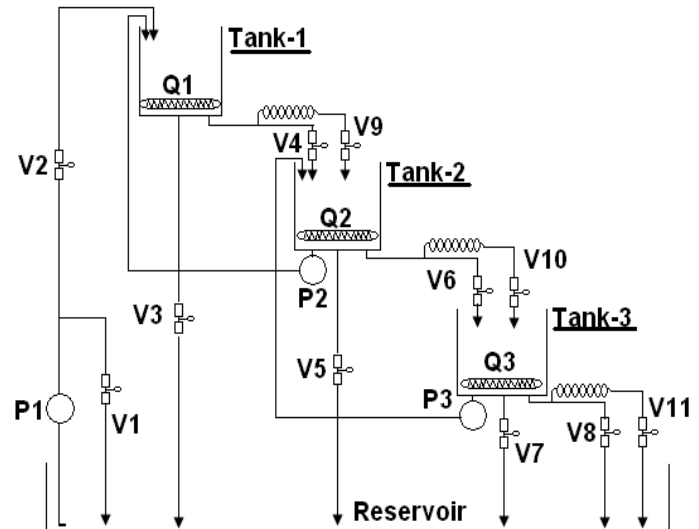 Tank-1
Q1
V9
V4
V2
Tank-2
Q2
V10
V6
P2
V3
Tank-3
V5
Q3
P1
V1
P3
V11
V8
V7
Reservoir